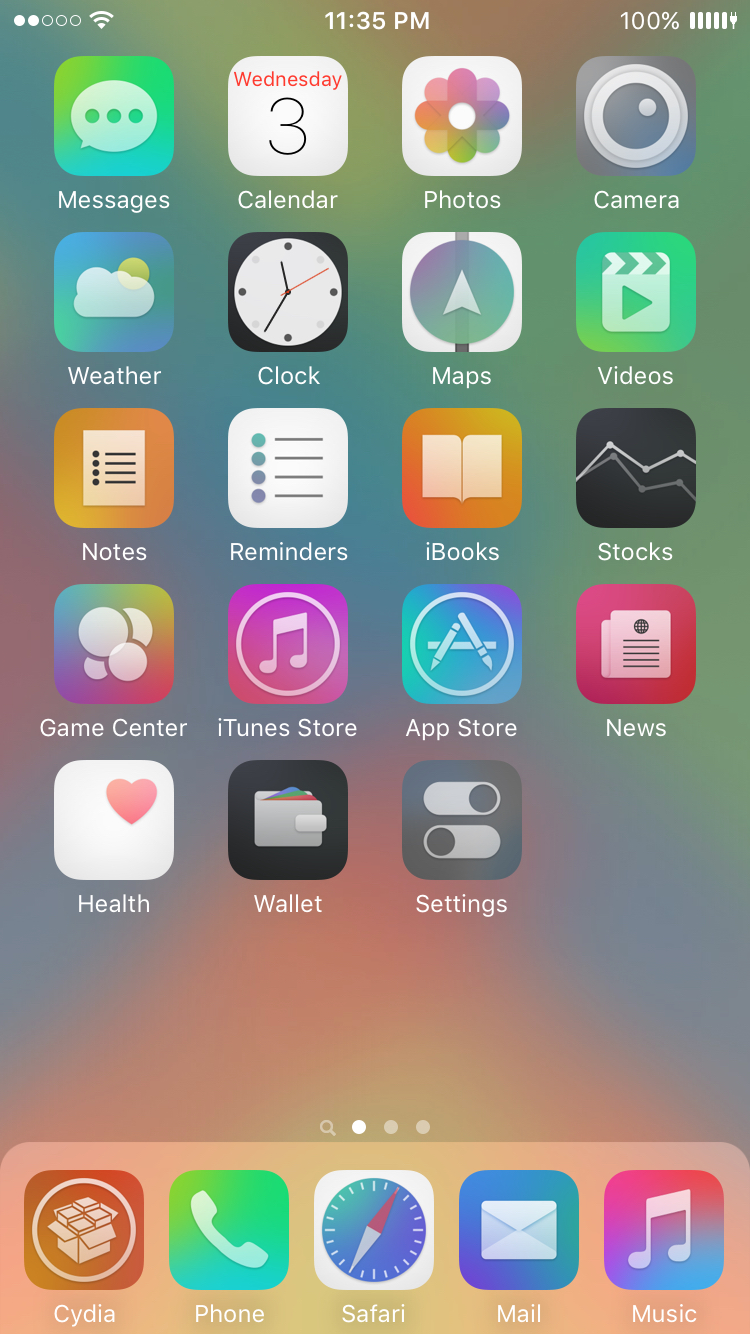 11:35 PM
100%
Wednesday
3
Messages
Calendar
Photos
Camera
Weather
Clock
Maps
Videos
Notes
Reminders
iBooks
Stocks
Game Center
iTunes Store
App Store
News
Health
Wallet
Settings
Cydia
Phone
Safari
Mail
Music